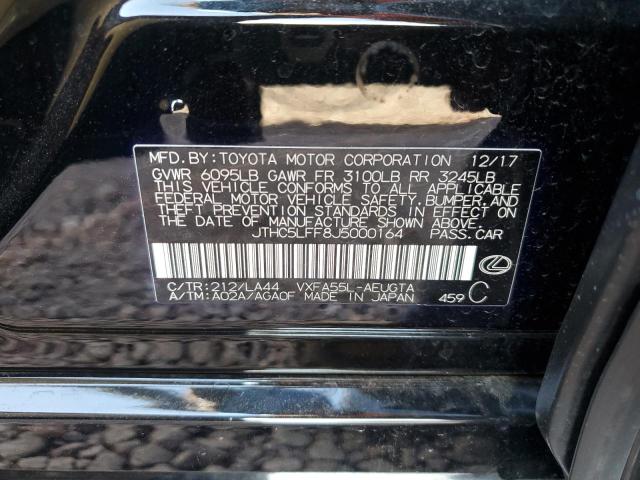 MFD. BY: TOYOTA MOTOR CORPORATION 12/17
GVWR 6095LB GAWR FR 3100LB RR 3245LB
THIS VEHICLE CONFORMS TO ALL APPLICABLE
FEDERAL MOTOR VEHICLE SAFETY, BUMPER, AND
THEFT PREVENTION STANDARDS IN EFFECT ON
THE DATE OF MANUFACTURE SHOWN ABOVE.
JTHC5LFF8J5000164 PASS.CAR
C/TR: 212/LA44 VXFA55L-AEUGTA
A/TM: A02A/AGA0F MADE IN JAPAN 459 C